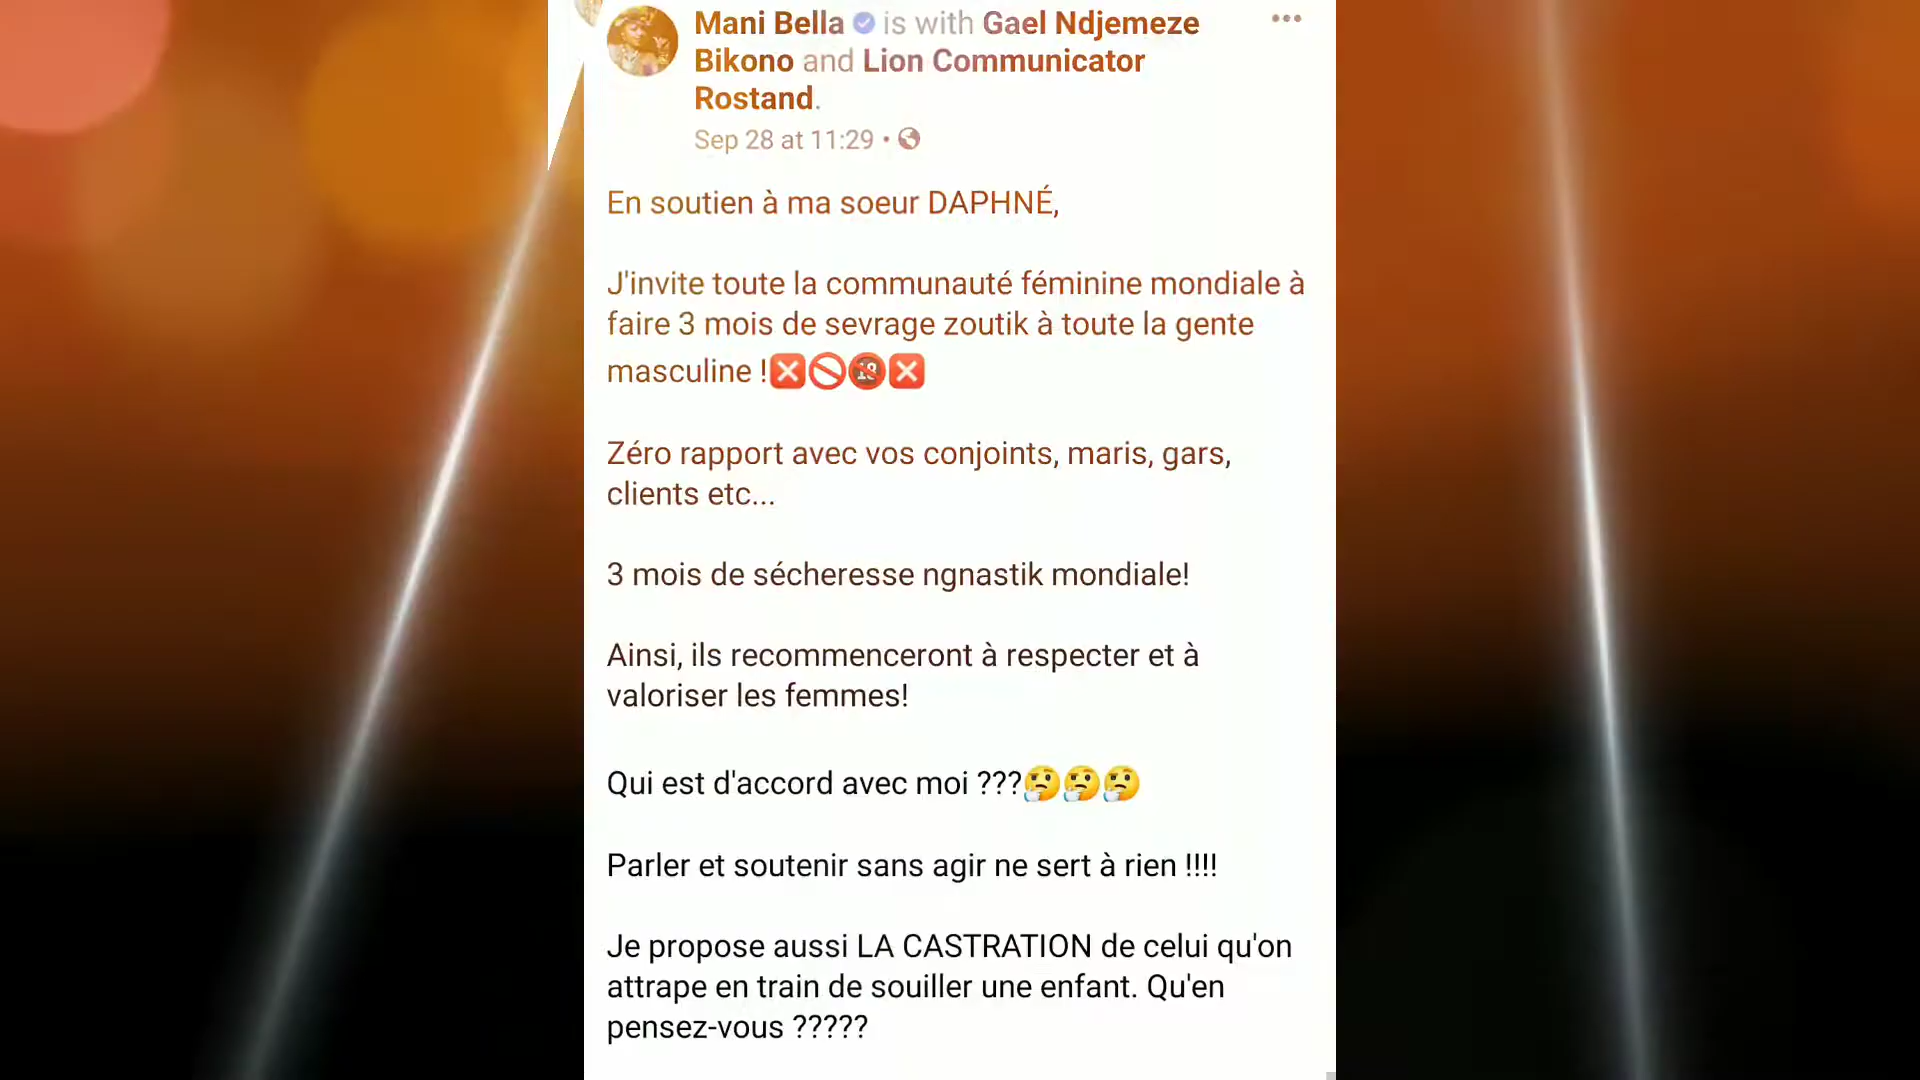 Mani Bella is with Gael Ndjemeze
Bikono and Lion Communicator
Rostand.
Sep 28 at 11:29 •
En soutien à ma soeur DAPHNÉ,
J'invite toute la communauté féminine mondiale à
faire 3 mois de sevrage zoutik à toute la gente
masculine !❌🚫🔞❌
Zéro rapport avec vos conjoints, maris, gars,
clients etc...
3 mois de sécheresse ngnastik mondiale!
Ainsi, ils recommenceront à respecter et à
valoriser les femmes!
Qui est d'accord avec moi ???🤔🤔🤔
Parler et soutenir sans agir ne sert à rien !!!!
Je propose aussi LA CASTRATION de celui qu'on
attrape en train de souiller une enfant. Qu'en
pensez-vous ?????